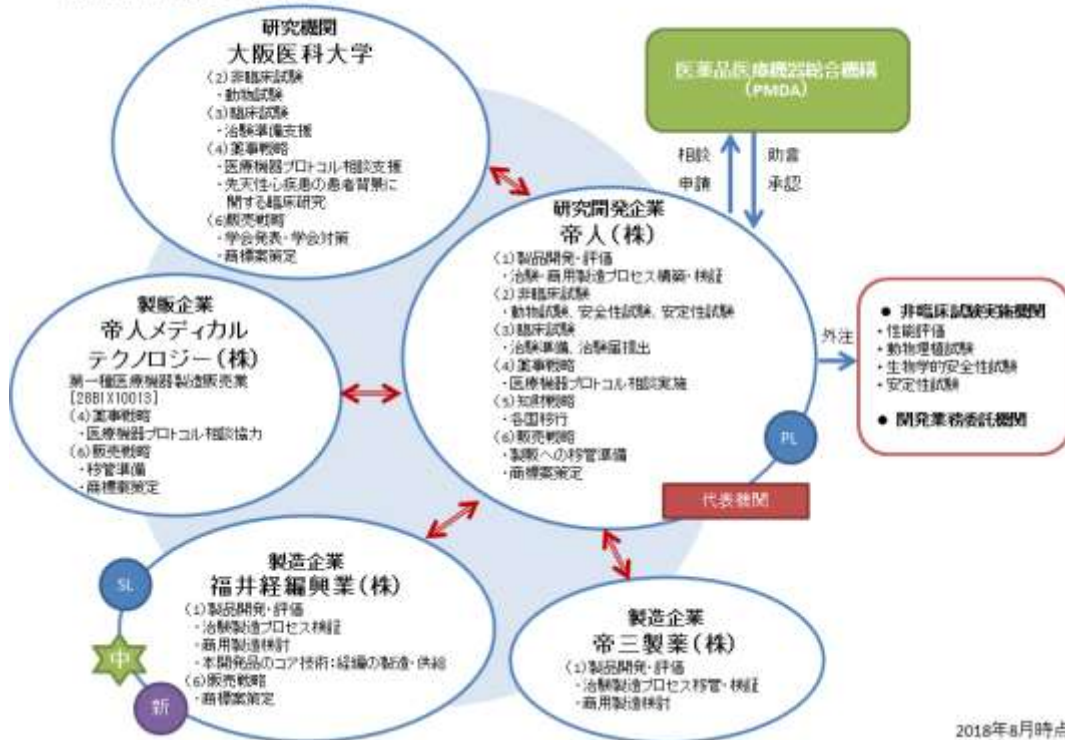 研究機関
大阪医科大学
(2)非臨床試験
・動物試験
(3)臨床試験
・治験準備支援
(4)薬事戦略
・医療機器プロトコル相談支援
・先天性心疾患の患者背景に
関する臨床研究
(6)販売戦略
・学会発表・学会対策
・商標案策定
医薬品医療機器総合機構
(PMDA)
相談
申請
助言
承認
研究開発企業
帝人(株)
(1)製品開発・評価
・治験・商用製造プロセス構築・検証
(2)非臨床試験
・動物試験、安全性試験、安定性試験
(3)臨床試験
・治験準備、治験届提出
(4)薬事戦略
・医療機器プロトコル相談実施
(5)知財戦略
・各国移行
(6)販売戦略
・製販への移管準備
・商標案策定
PL
代表機関
外注
● 非臨床試験実施機関
・性能評価
・動物埋植試験
・生物学的安全性試験
・安定性試験
● 開発業務委託機関
製販企業
帝人メディカル
テクノロジー(株)
第一種医療機器製造販売業
[28B1X10013]
(4)薬事戦略
・医療機器プロトコル相談協力
(6)販売戦略
・移管準備
・商標案策定
製造企業
福井経編興業(株)
(1)製品開発・評価
・治験製造プロセス検証
・商用製造検討
・本開発品のコア技術:経編の製造・供給
(6)販売戦略
・商標案策定
SL
中
新
製造企業
帝三製薬(株)
(1)製品開発・評価
・治験製造プロセス移管・検証
・商用製造検討
2018年8月時点